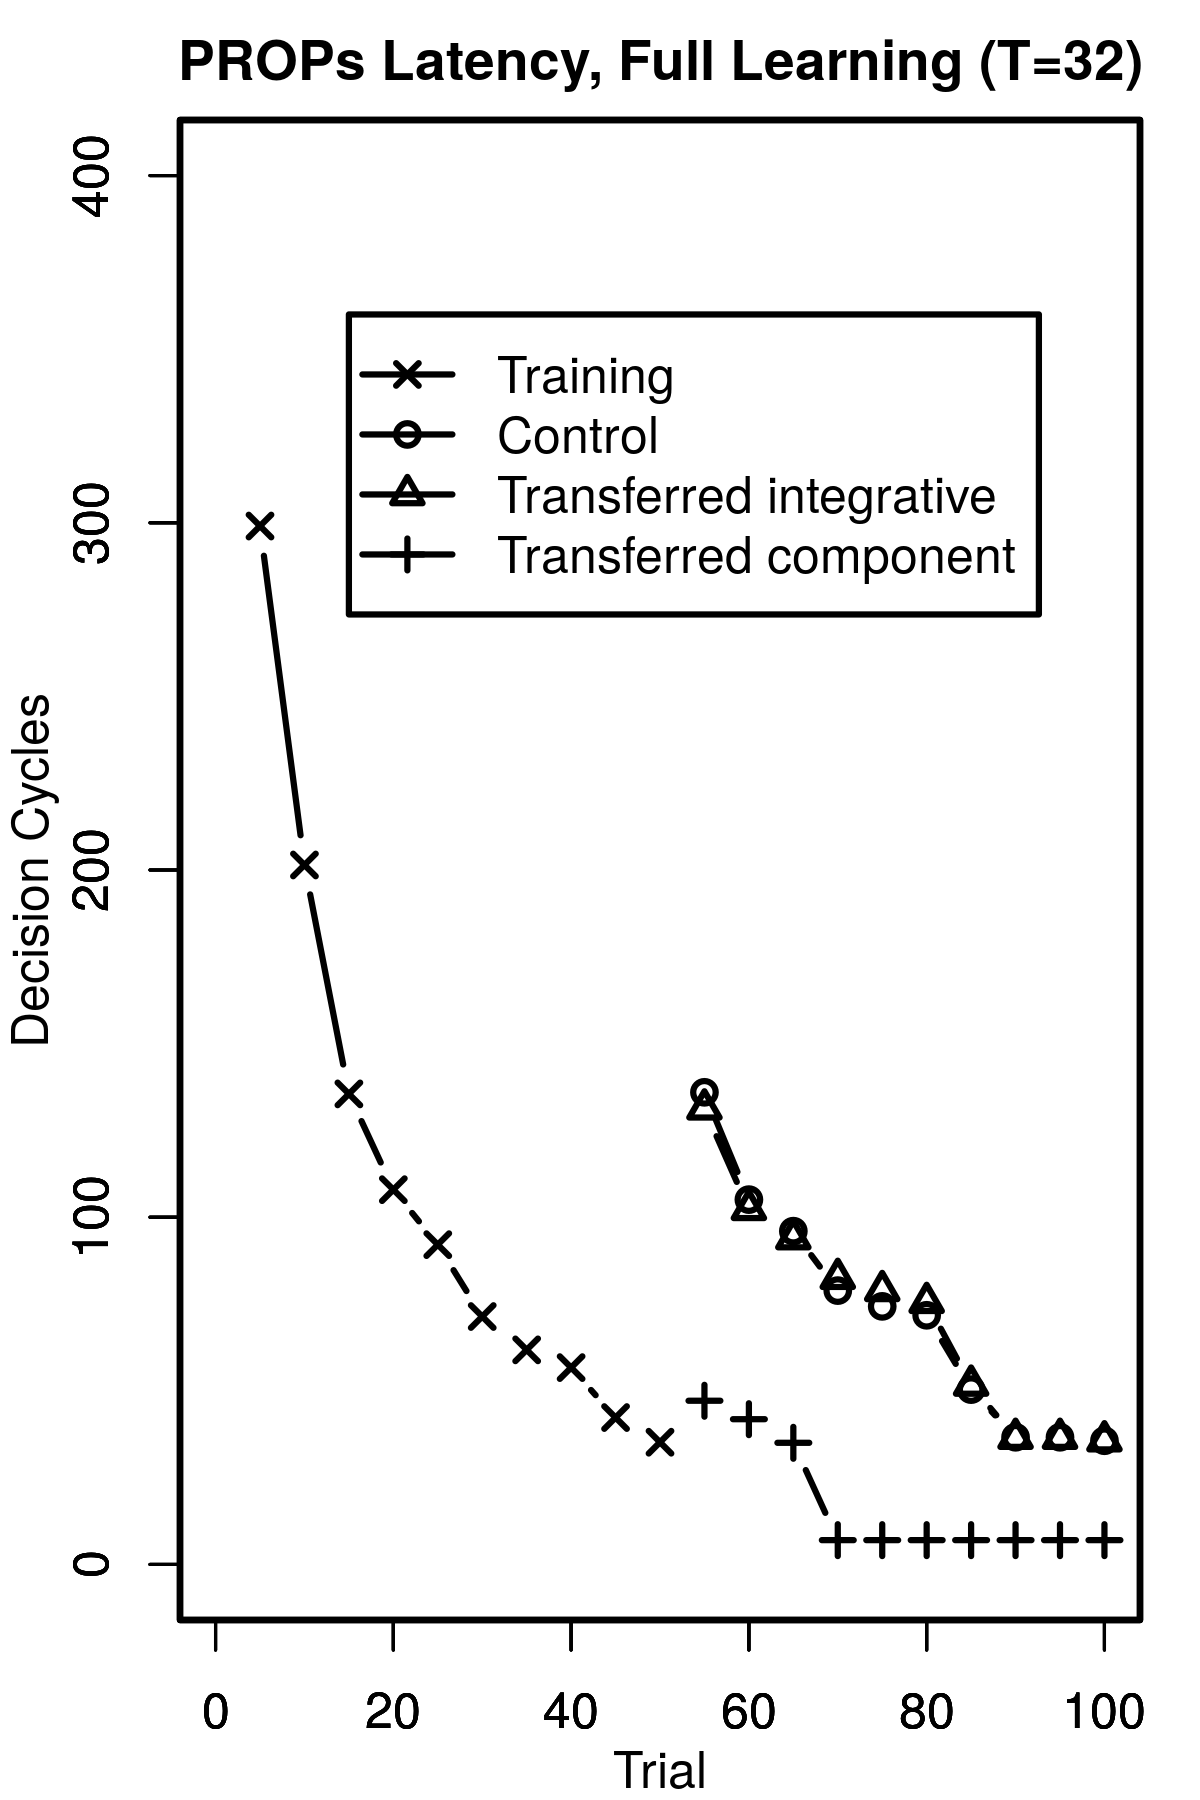 PROPs Latency, Full Learning (T=32)
400
300
200
100
0
Decision Cycles
Training
Control
Transferred integrative
Transferred component
0 20 40 60 80 100
Trial